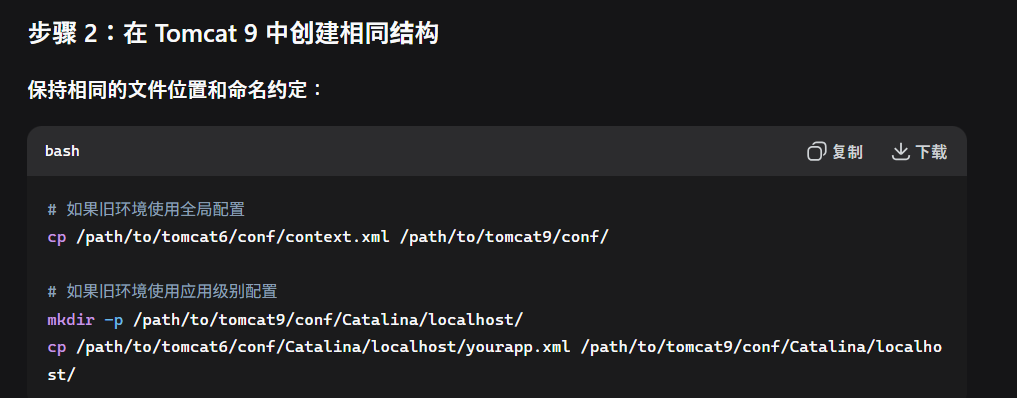 步骤 2：在 Tomcat 9 中创建相同结构
保持相同的文件位置和命名约定：
bash
复制
下载
# 如果旧环境使用全局配置
cp /path/to/tomcat6/conf/context.xml /path/to/tomcat9/conf/
# 如果旧环境使用应用级别配置
mkdir -p /path/to/tomcat9/conf/Catalina/localhost/
cp /path/to/tomcat6/conf/Catalina/localhost/yourapp.xml /path/to/tomcat9/conf/Catalina/localho
st/